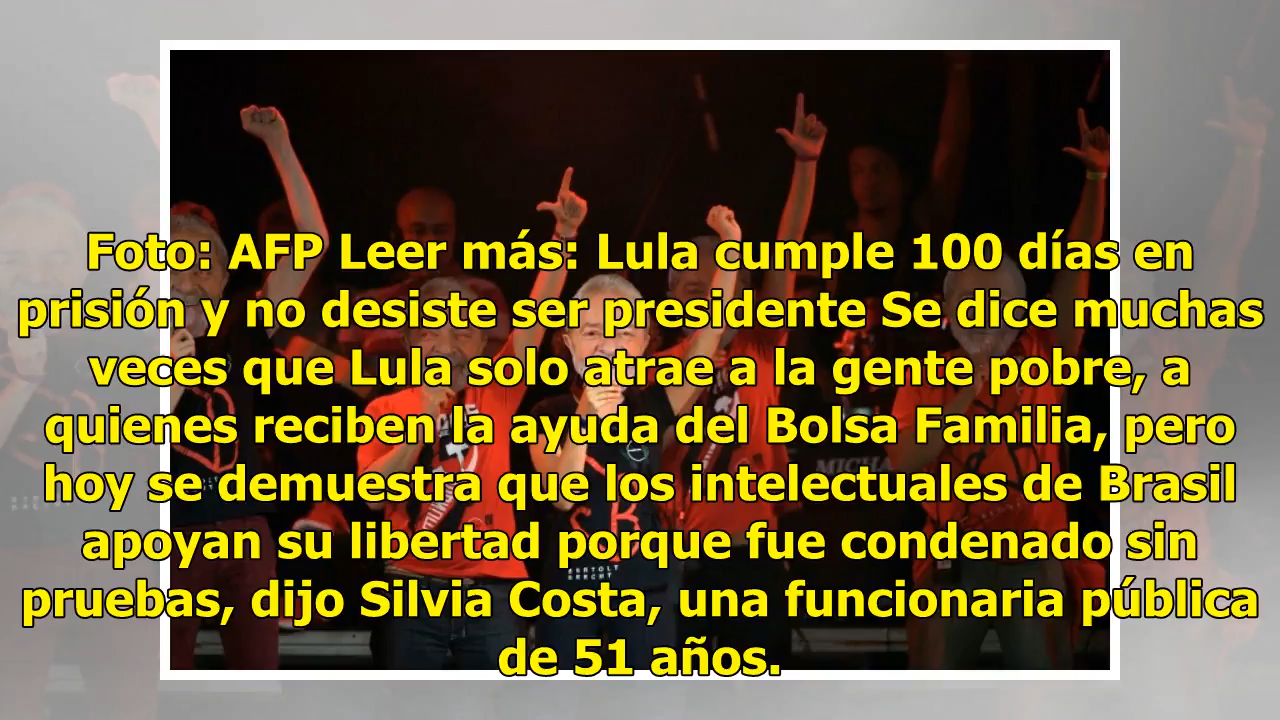 Foto: AFP Leer más: Lula cumple 100 días en
prisión y no desiste ser presidente Se dice muchas
veces que Lula solo atrae a la gente pobre, a
quienes reciben la ayuda del Bolsa Familia, pero
hoy se demuestra que los intelectuales de Brasil
apoyan su libertad porque fue condenado sin
pruebas, dijo Silvia Costa, una funcionaria pública
de 51 años.